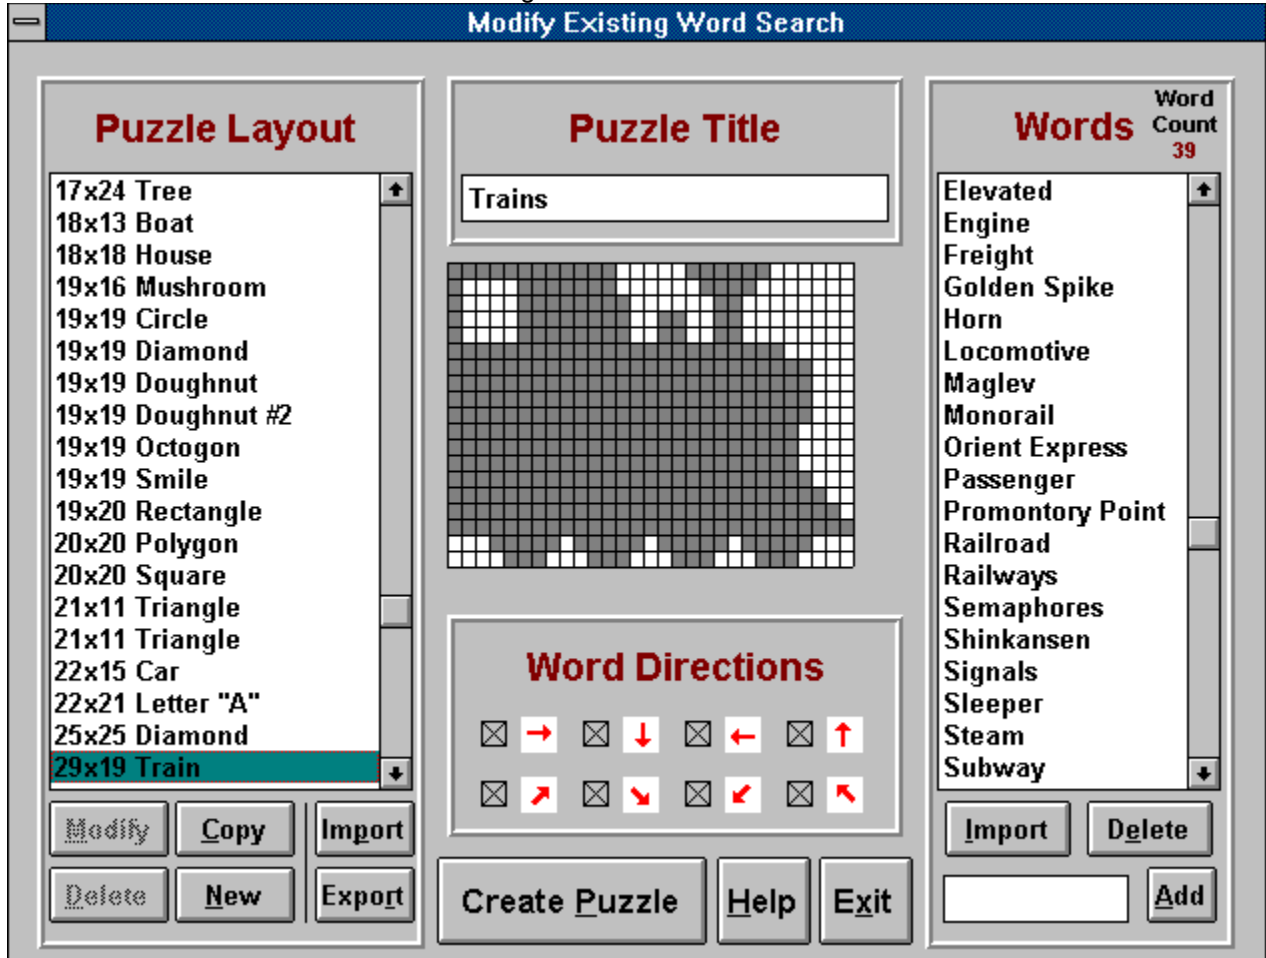 Modify Existing Word Search
Puzzle Layout
17x24 Tree
18x13 Boat
18x18 House
19x16 Mushroom
19x19 Circle
19x19 Diamond
19x19 Doughnut
19x19 Doughnut #2
19x19 Octogon
19x19 Smile
19x20 Rectangle
20x20 Polygon
20x20 Square
21x11 Triangle
21x11 Triangle
22x15 Car
22x21 Letter "A"
25x25 Diamond
29x19 Train
Modify Copy Import
Delete New Export
Puzzle Title
Trains
Word Directions
Create Puzzle Help Exit
Words
Word
Count
39
Elevated
Engine
Freight
Golden Spike
Horn
Locomotive
Maglev
Monorail
Orient Express
Passenger
Promontory Point
Railroad
Railways
Semaphores
Shinkansen
Signals
Sleeper
Steam
Subway
Import Delete
Add